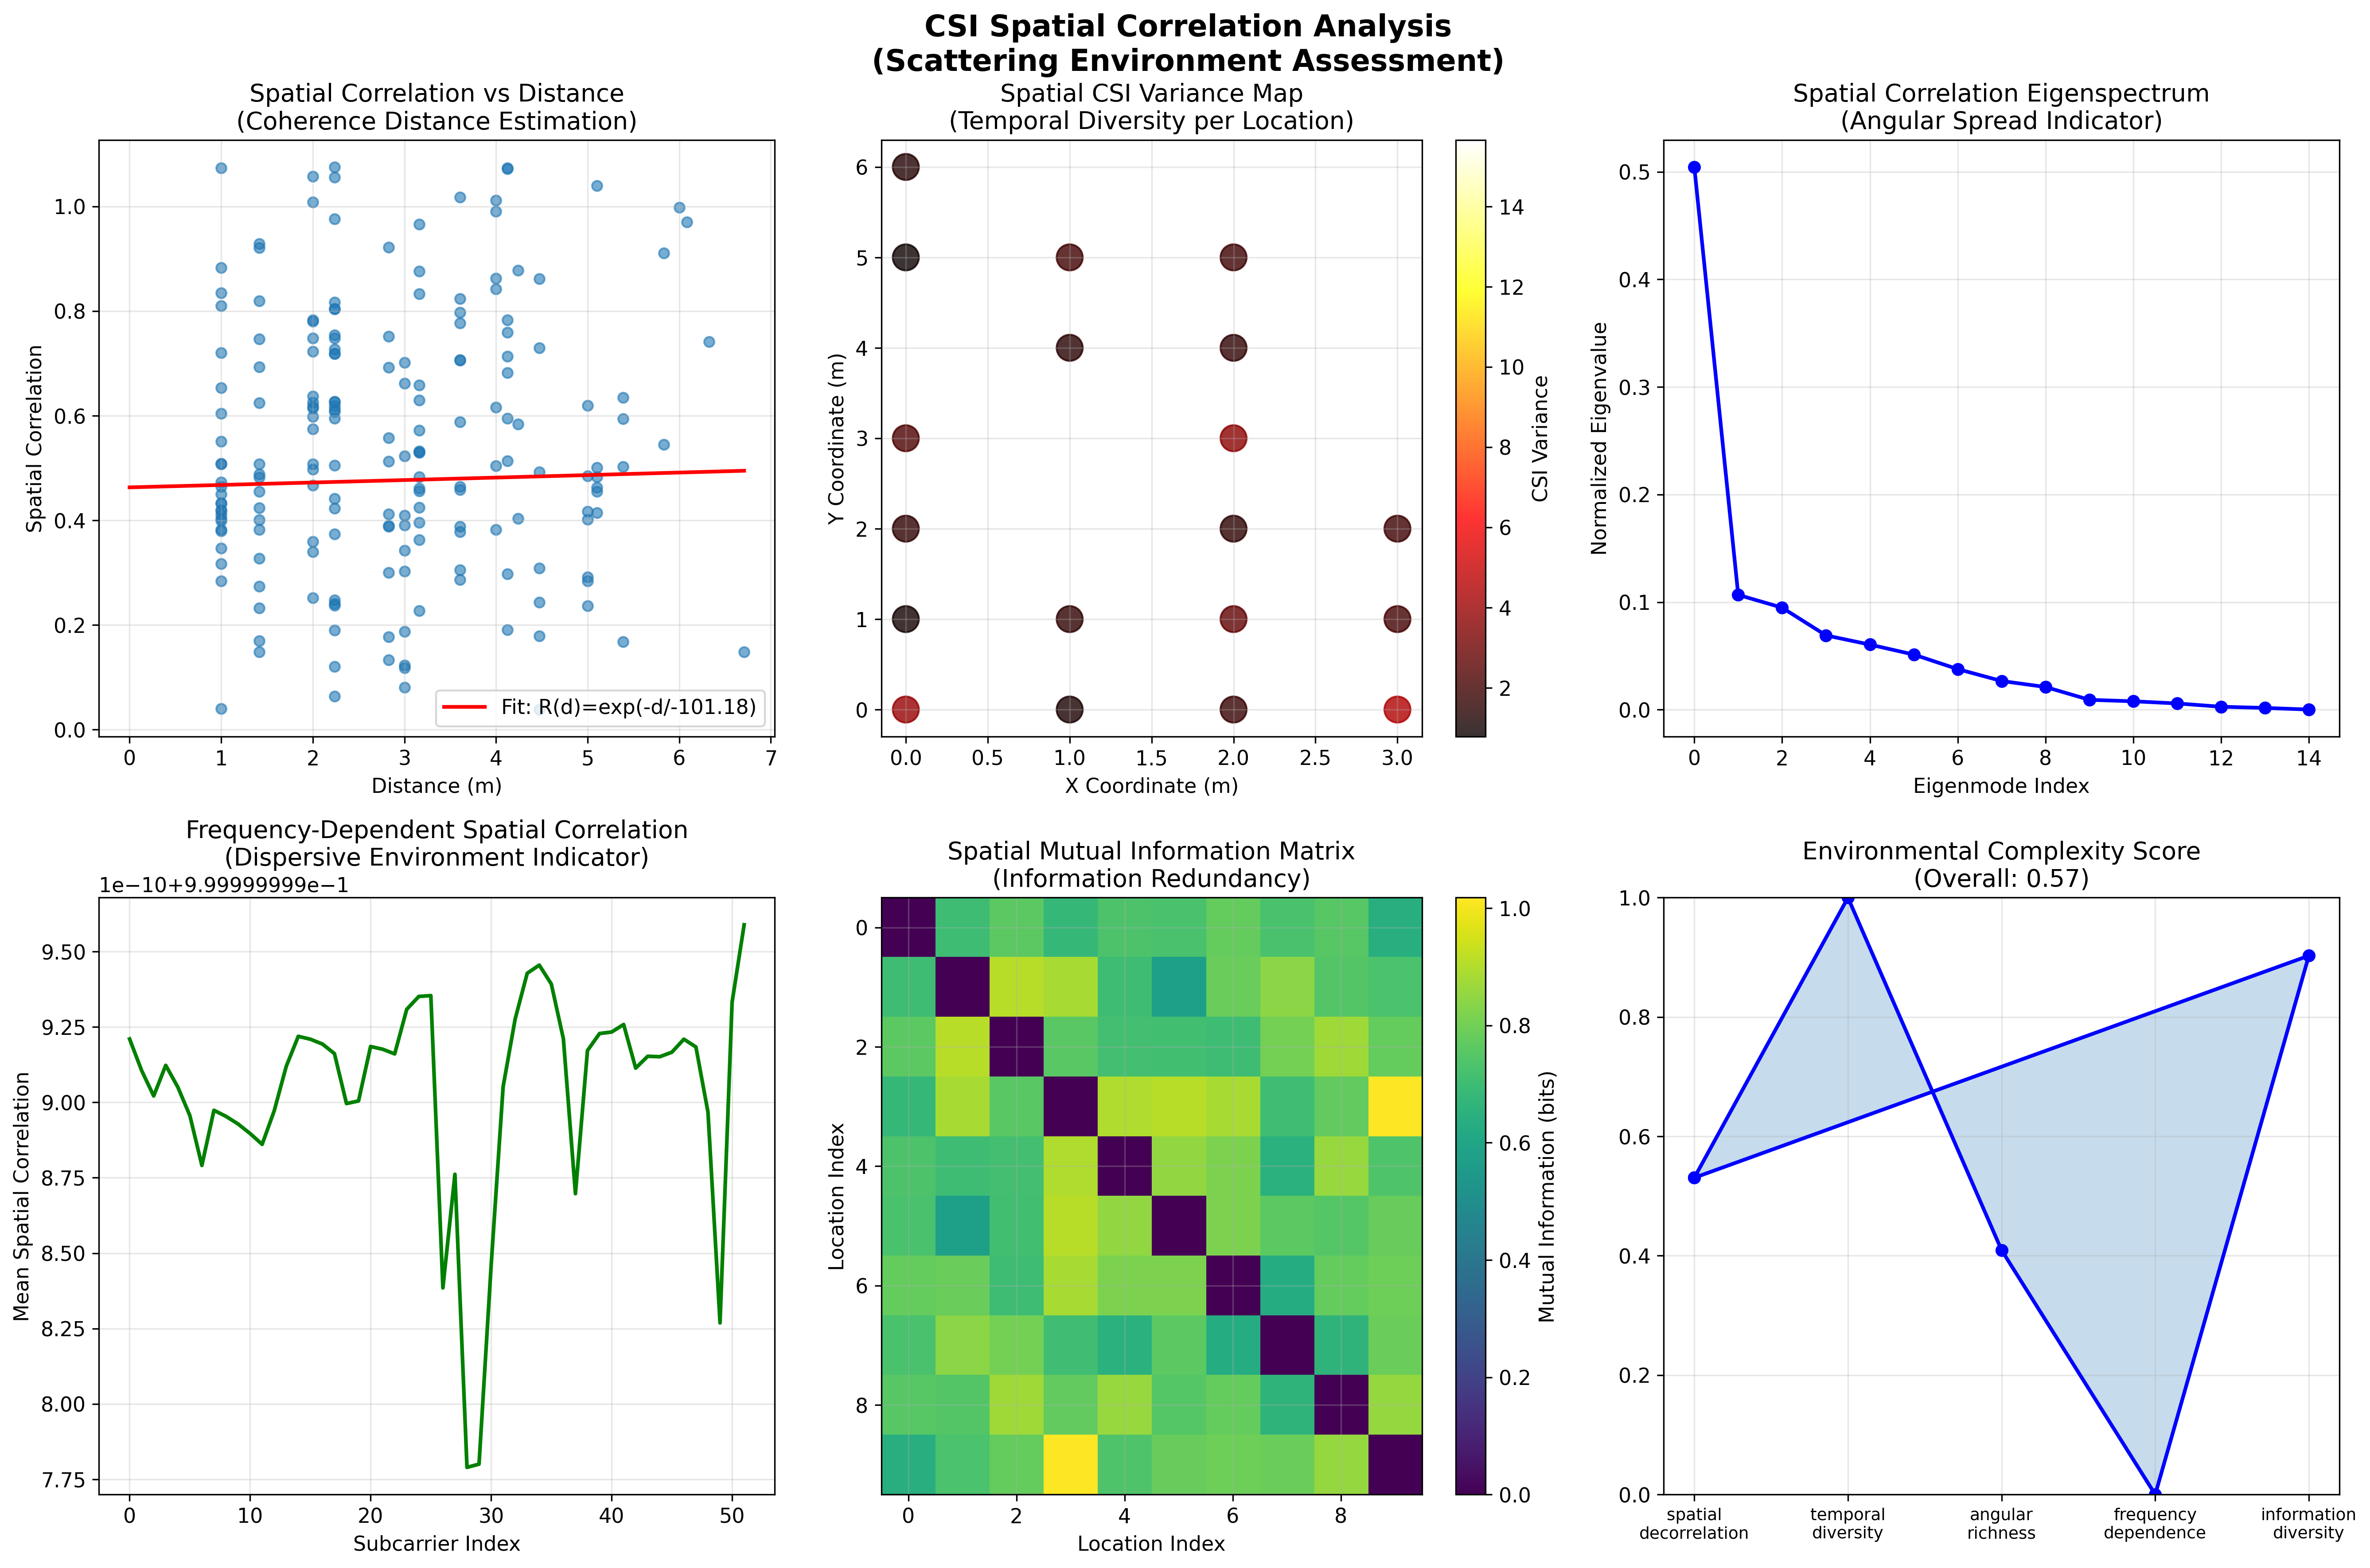 CSI Spatial Correlation Analysis
(Scattering Environment Assessment)
Spatial Correlation vs Distance
(Coherence Distance Estimation)
Spatial Correlation
1.0
0.8
0.6
0.4
0.2
0.0
Fit: R(d)=exp(-d/-101.18)
0 1 2 3 4 5 6 7
Distance (m)
Spatial CSI Variance Map
(Temporal Diversity per Location)
Y Coordinate (m)
6
5
4
3
2
1
0
0.0 0.5 1.0 1.5 2.0 2.5 3.0
X Coordinate (m)
14
12
10
8
6
4
2
CSI Variance
Spatial Correlation Eigenspectrum
(Angular Spread Indicator)
Normalized Eigenvalue
0.5
0.4
0.3
0.2
0.1
0.0
0 2 4 6 8 10 12 14
Eigenmode Index
Frequency-Dependent Spatial Correlation
(Dispersive Environment Indicator)
1e−10+9.99999999e−1
Mean Spatial Correlation
9.50
9.25
9.00
8.75
8.50
8.25
8.00
7.75
0 10 20 30 40 50
Subcarrier Index
Spatial Mutual Information Matrix
(Information Redundancy)
Location Index
0
2
4
6
8
0 2 4 6 8
Location Index
1.0
0.8
0.6
0.4
0.2
0.0
Mutual Information (bits)
Environmental Complexity Score
(Overall: 0.57)
1.0
0.8
0.6
0.4
0.2
0.0
spatial
decorrelation
temporal
diversity
angular
richness
frequency
dependence
information
diversity